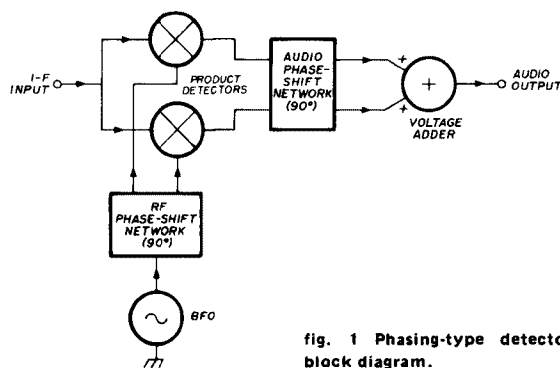 I-F
INPUT
PRODUCT
DETECTORS
AUDIO
PHASE-
SHIFT
NETWORK
(90°)
+
+
+
VOLTAGE
ADDER
AUDIO
OUTPUT
RF
PHASE-SHIFT
NETWORK
(90°)
BFO
fig. 1 Phasing-type detecto
block diagram.